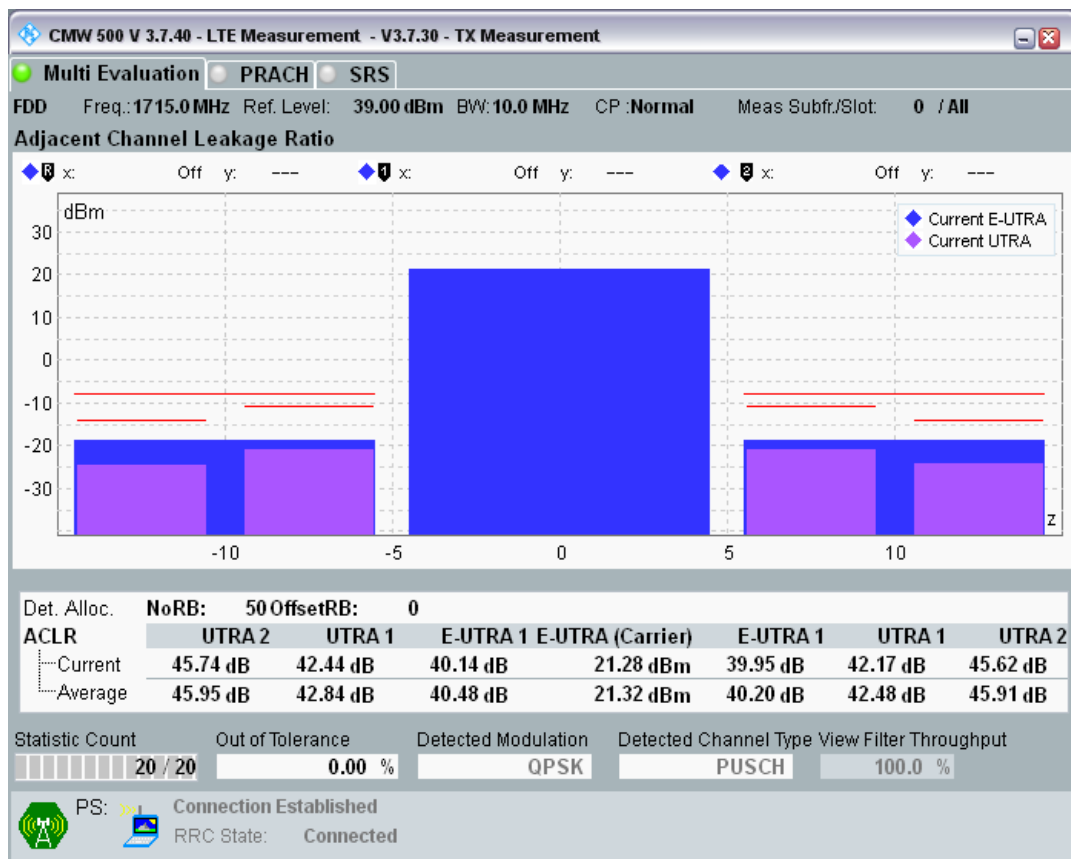 CMW 500 V 3.7.40 - LTE Measurement - V3.7.30 - TX Measurement
Multi Evaluation PRACH SRS
FDD Freq.:1715.0 MHz Ref. Level: 39.00 dBm BW:10.0 MHz CP :Normal Meas Subfr./Slot: 0 / All
Adjacent Channel Leakage Ratio
R x: Off y: --- 1 x: Off y: --- 2 x: Off y: ---
dBm
Current E-UTRA
Current UTRA
30
20
10
0
-10
-20
-30
z
-10 -5 0 5 10
Det. Alloc. NoRB: 50 OffsetRB: 0
ACLR UTRA 2 UTRA 1 E-UTRA 1 E-UTRA (Carrier) E-UTRA 1 UTRA 1 UTRA 2
Current 45.74 dB 42.44 dB 40.14 dB 21.28 dBm 39.95 dB 42.17 dB 45.62 dB
Average 45.95 dB 42.84 dB 40.48 dB 21.32 dBm 40.20 dB 42.48 dB 45.91 dB
Statistic Count Out of Tolerance Detected Modulation Detected Channel Type View Filter Throughput
20 / 20 0.00 % QPSK PUSCH 100.0 %
PS: Connection Established
RRC State: Connected